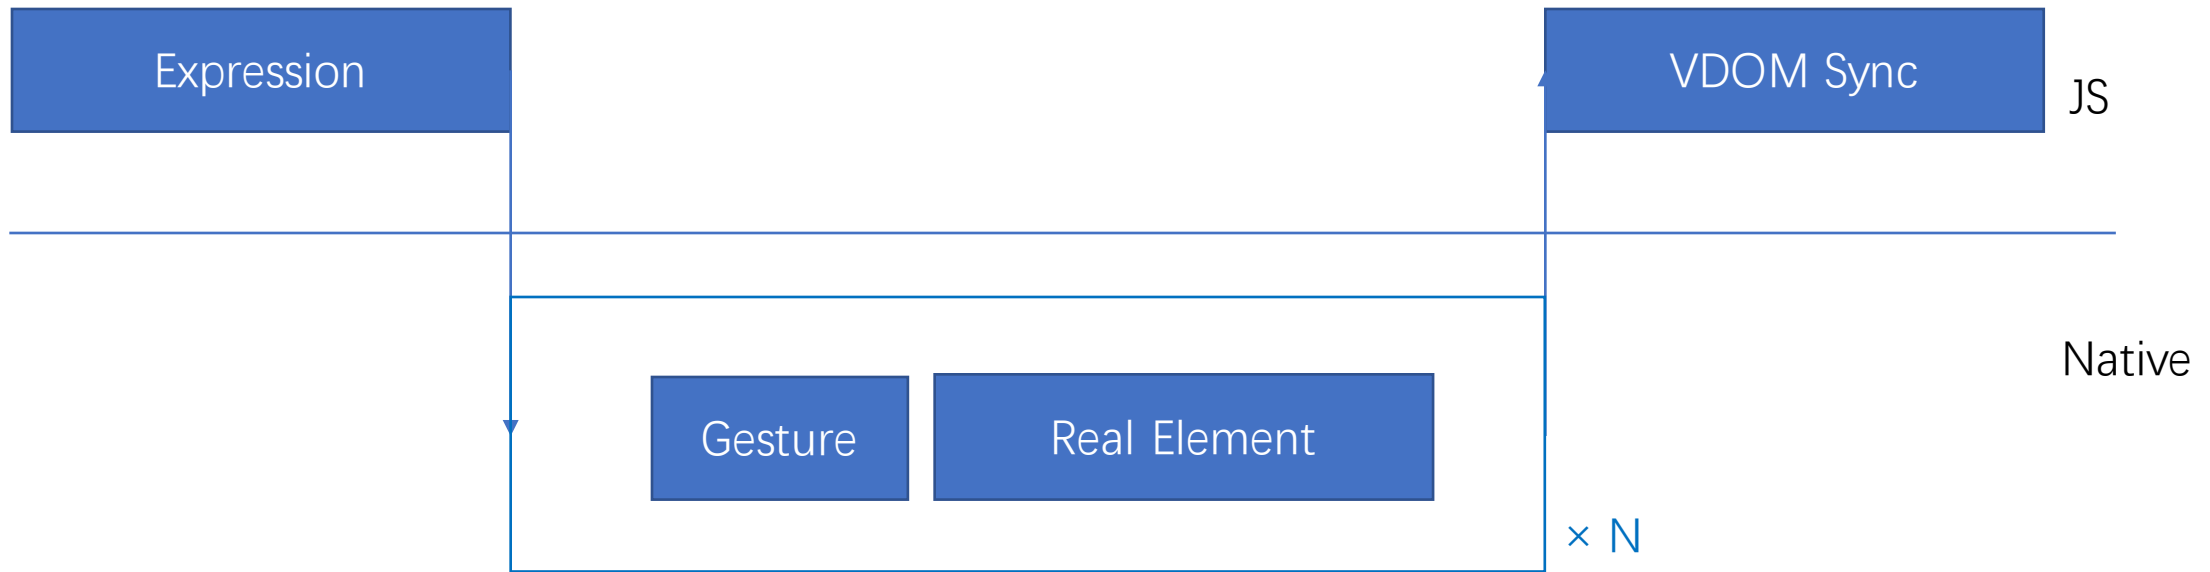 Expression
VDOM Sync
JS
Native
Gesture
Real Element
× N